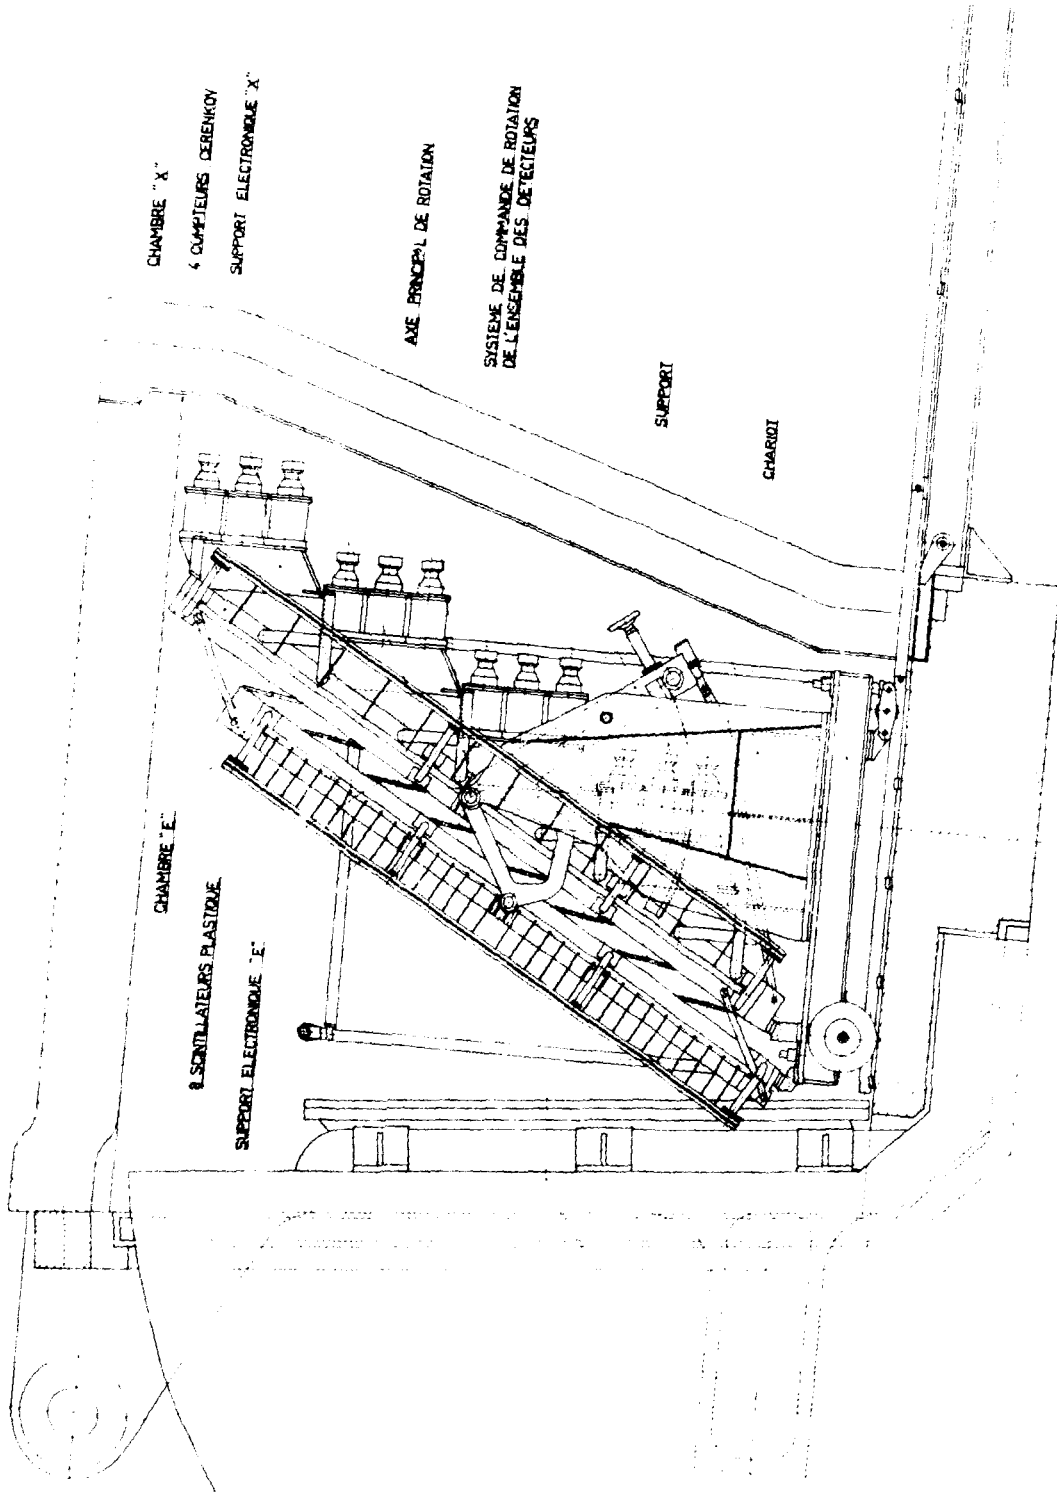 CHAMBRE "X"
4 COMPTEURS CERENKOV
SUPPORT ELECTRONIQUE "X"
AXE PRINCIPAL DE ROTATION
SYSTEME DE COMMANDE DE ROTATION
DE L'ENSEMBLE DES DETECTEURS
SUPPORT
CHARIOT
CHAMBRE "E"
8 SCINTILLATEURS PLASTIQUE
SUPPORT ELECTRONIQUE "E"